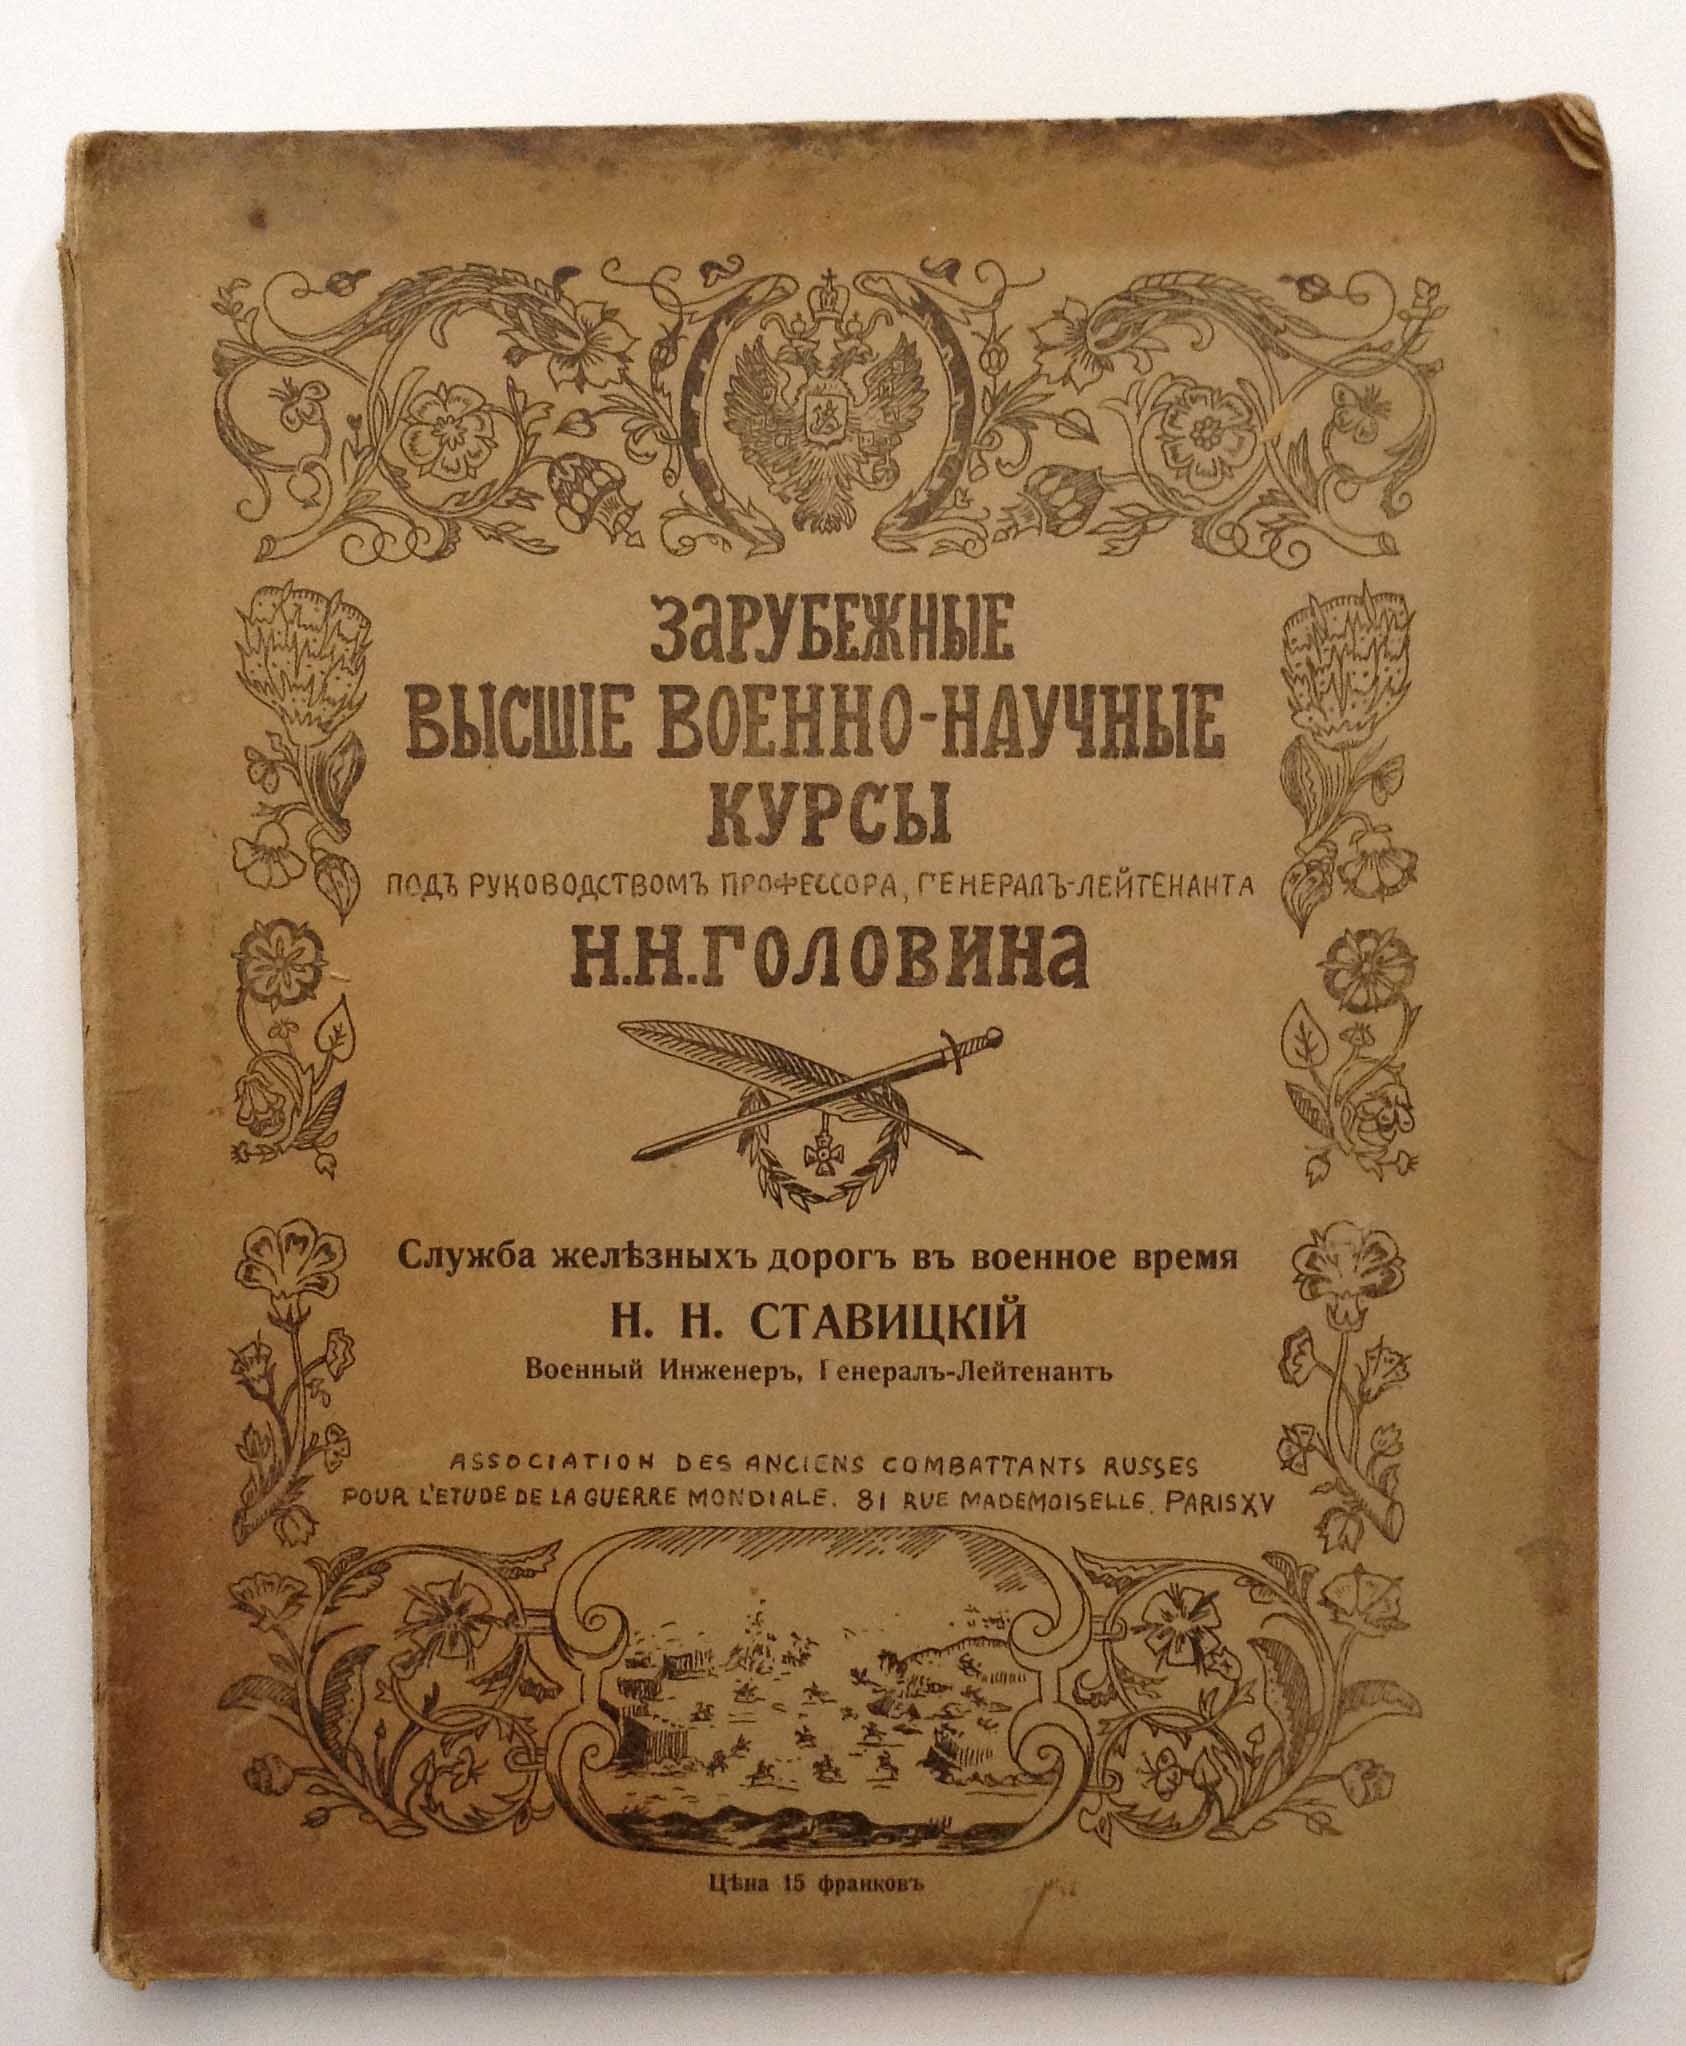 ЗАРУБЕЖНЫЕ
ВЫСШІЕ ВОЕННО-НАУЧНЫЕ
КУРСЫ
ПОДЪ РУКОВОДСТВОМЪ ПРОФЕССОРА, ГЕНЕРАЛЪ-ЛЕЙТЕНАНТА
Н.Н.ГОЛОВИНА
Служба желѣзныхъ дорогъ въ военное время
Н. Н. СТАВИЦКІЙ
Военный Инженеръ, Генералъ-Лейтенантъ
ASSOCIATION DES ANCIENS COMBATTANTS RUSSES
POUR L'ETUDE DE LA GUERRE MONDIALE. 81 RUE MADEMOISELLE. PARIS XV
Цѣна 15 франковъ